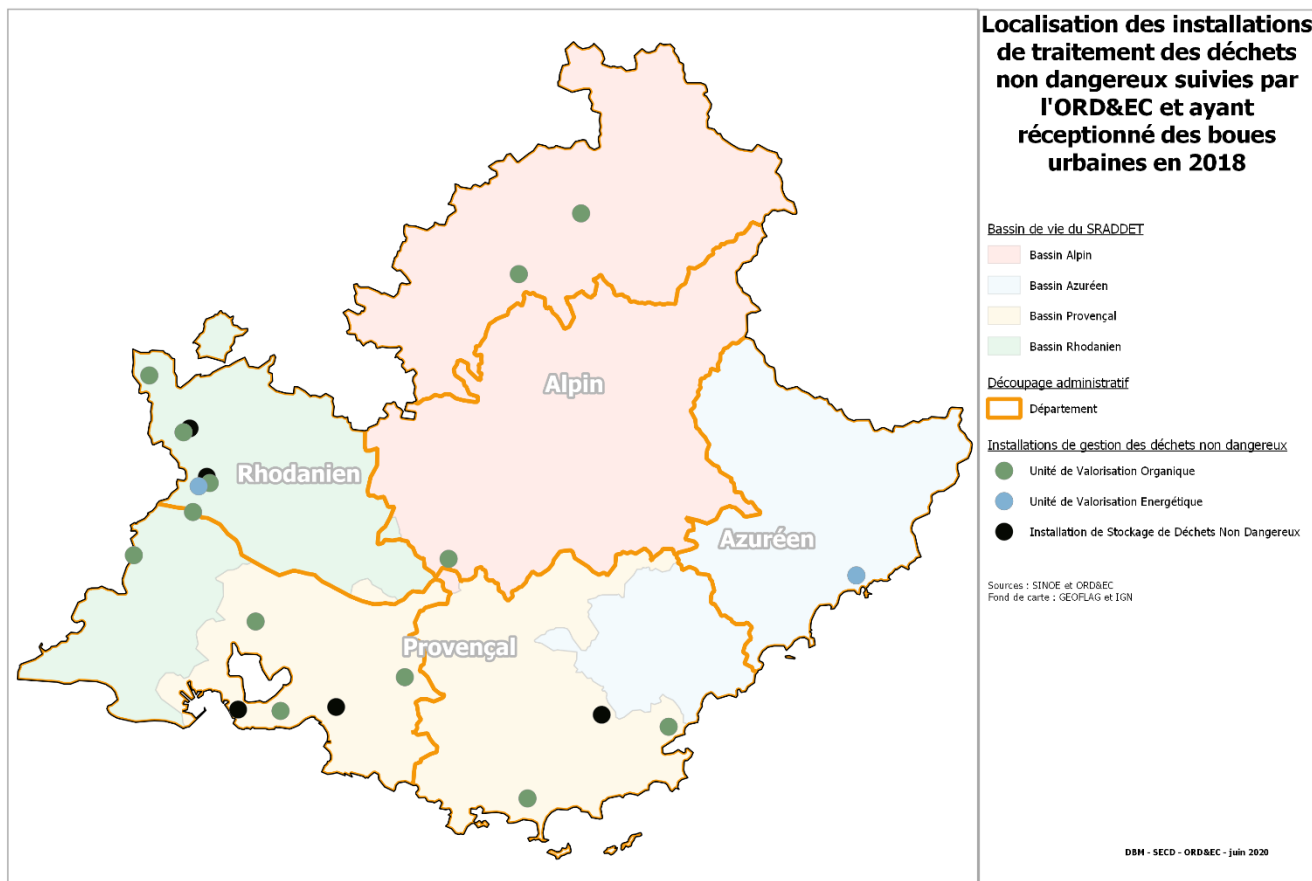 Localisation des installations
de traitement des déchets
non dangereux suivies par
l'ORD&EC et ayant
réceptionné des boues
urbaines en 2018
Bassin de vie du SRADDET
Bassin Alpin
Bassin Azuréen
Bassin Provençal
Bassin Rhodanien
Découpage administratif
Département
Installations de gestion des déchets non dangereux
Unité de Valorisation Organique
Unité de Valorisation Energétique
Installation de Stockage de Déchets Non Dangereux
Sources : SINOE et ORD&EC
Fond de carte : GEOFLAG et IGN
DBM - SECD - ORD&EC - juin 2020
Alpin
Rhodanien
Azuréen
Provençal